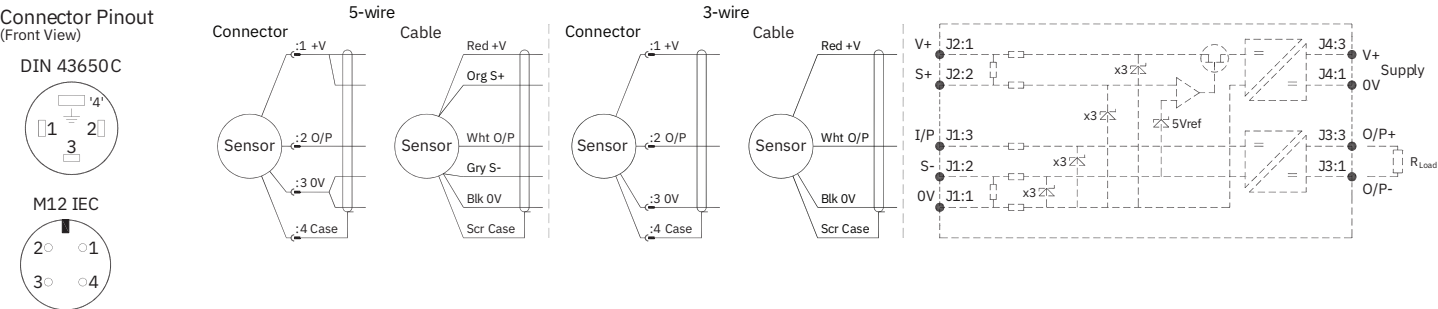 Connector Pinout
(Front View)
DIN 43650C
'4'
1
2
3
M12 IEC
2
1
3
4
5-wire
Connector
Cable
Sensor
:1 +V
:2 O/P
:3 0V
:4 Case
Sensor
Red +V
Org S+
Wht O/P
Gry S-
Blk 0V
Scr Case
3-wire
Connector
Cable
Sensor
:1 +V
:2 O/P
:3 0V
:4 Case
Sensor
Red +V
Wht O/P
Blk 0V
Scr Case
V+ J2:1
S+ J2:2
I/P J1:3
S- J1:2
0V J1:1
x3
x3
x3
x3
5Vref
J4:3 V+
Supply
J4:1 0V
J3:3 O/P+
RLoad
J3:1 O/P-